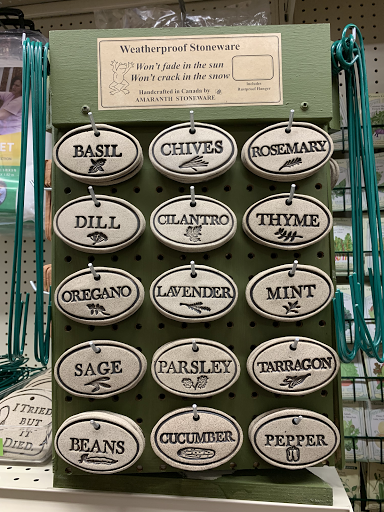 Weatherproof Stoneware
Won't fade in the sun
Won't crack in the snow
Handcrafted in Canada by
AMARANTH STONEWARE
Includes
Rustproof Hanger
BASIL
CHIVES
ROSEMARY
DILL
CILANTRO
THYME
OREGANO
LAVENDER
MINT
SAGE
PARSLEY
TARRAGON
BEANS
CUCUMBER
PEPPER
I TRIED
BUT
IT
DIED.